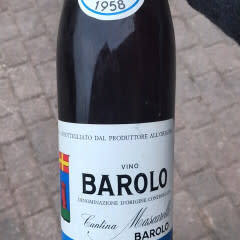 1958
IMBOTTIGLIATO DAL PRODUTTORE ALL'ORIGINE
VINO
BAROLO
DENOMINAZIONE D'ORIGINE CONTROLLATA
Cantina Mascarello
BAROLO